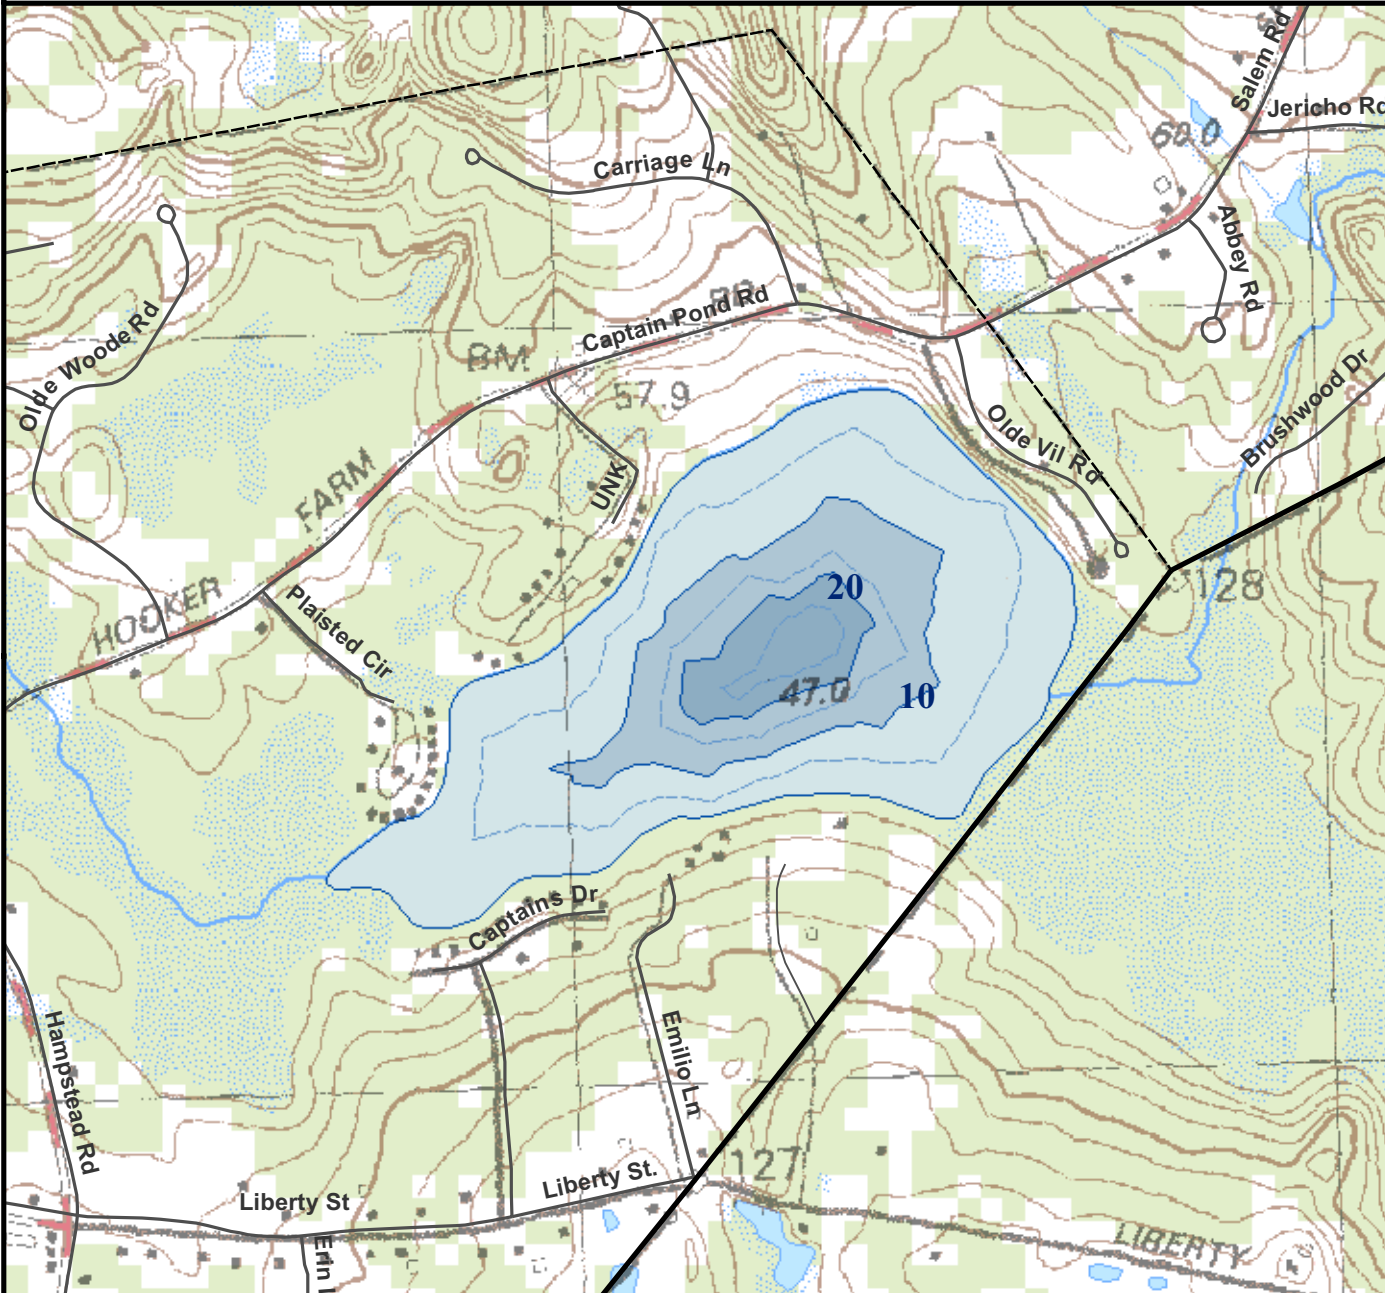 Salem Rd
Jericho Rd
60.0
Carriage Ln
Abbey Rd
Captain Pond Rd
Olde Woode Rd
BM
57.9
Brushwood Dr
Olde Vil Rd
UNK
FARM
HOOKER
20
128
Plaisted Cir
47.0
10
Captains Dr
Hampstead Rd
Emilio Ln
127
Liberty St.
Liberty St
LIBERTY
Erin